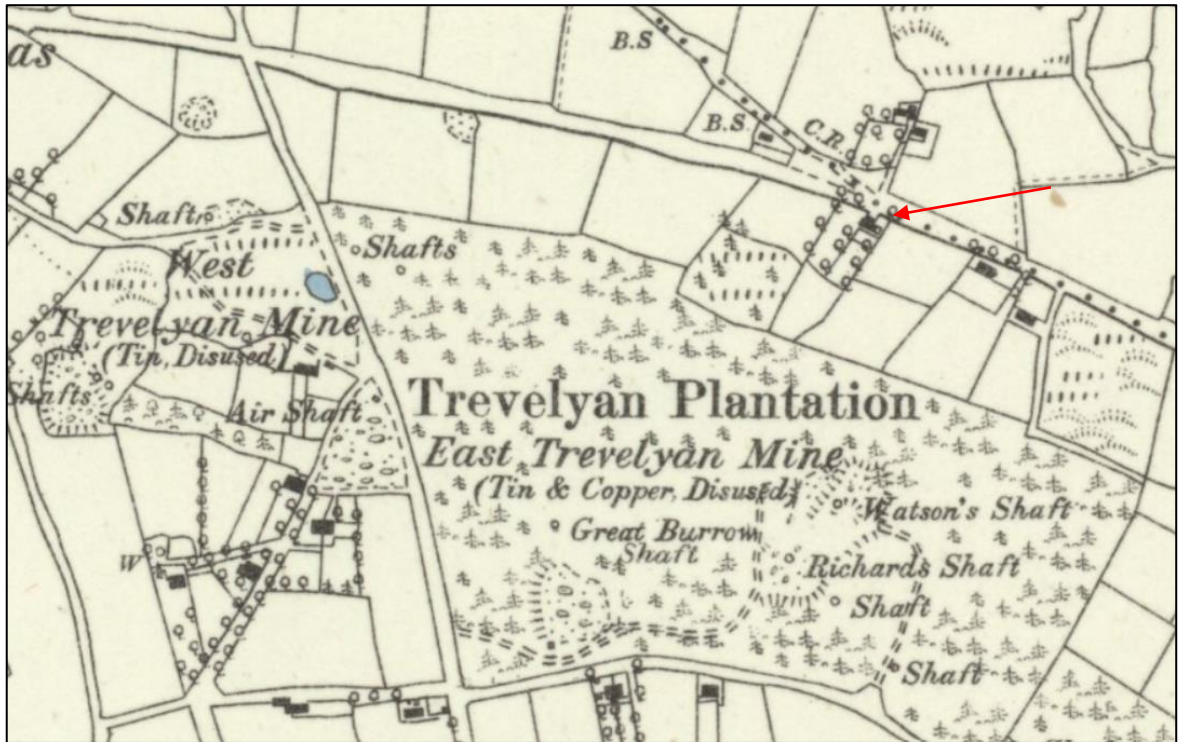 as
B.S
B.S.
C.R.
Shaft
Shafts
West
Trevelyan Mine
(Tin, Disused)
Shafts
Air Shaft
Trevelyan Plantation
East Trevelyan Mine
(Tin & Copper, Disused)
Great Burrow
Shaft
Watson's Shaft
Richards Shaft
Shaft
Shaft
W